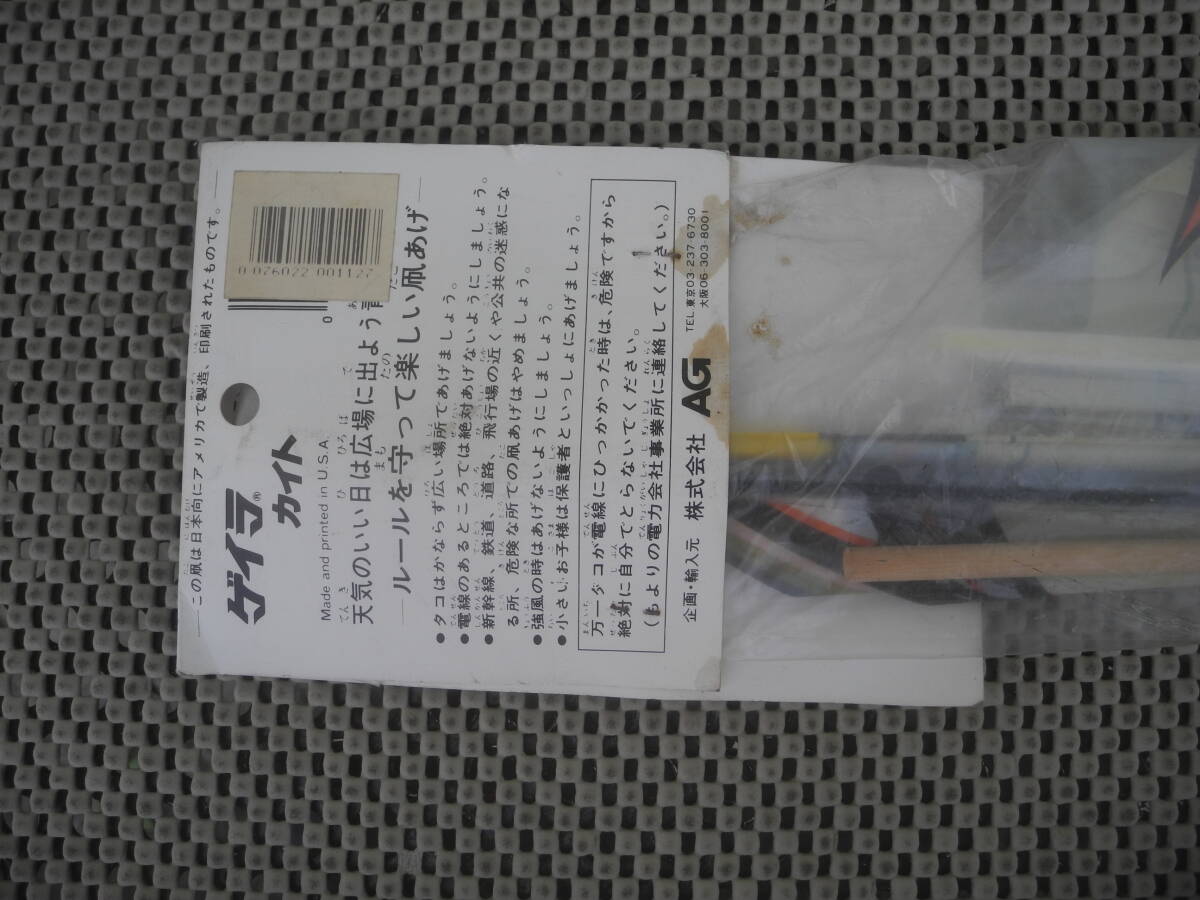 この凧は日本向にアメリカで製造、印刷されたものです。
ゲイラ®
カイト
Made and printed in U.S.A.
0
0 026022 001127
天気のいい日は広場に出よう
ルールを守って楽しい凧あげ
●タコはかならず広い場所であげましょう。
●電線のあるところでは絶対あげないようにしましょう。
●新幹線、鉄道、道路、飛行場の近くや公共の迷惑にな
る所、危険な所での凧あげはやめましょう。
●強風の時はあげないようにしましょう。
●小さいお子様は保護者といっしょにあげましょう。
万一タコが電線にひっかかった時は、危険ですから
絶対に自分でとらないでください。
(もよりの電力会社事業所に連絡してください。)
企画・輸入元 株式会社 AG
TEL 東京03-237-6730
大阪06-303-8001